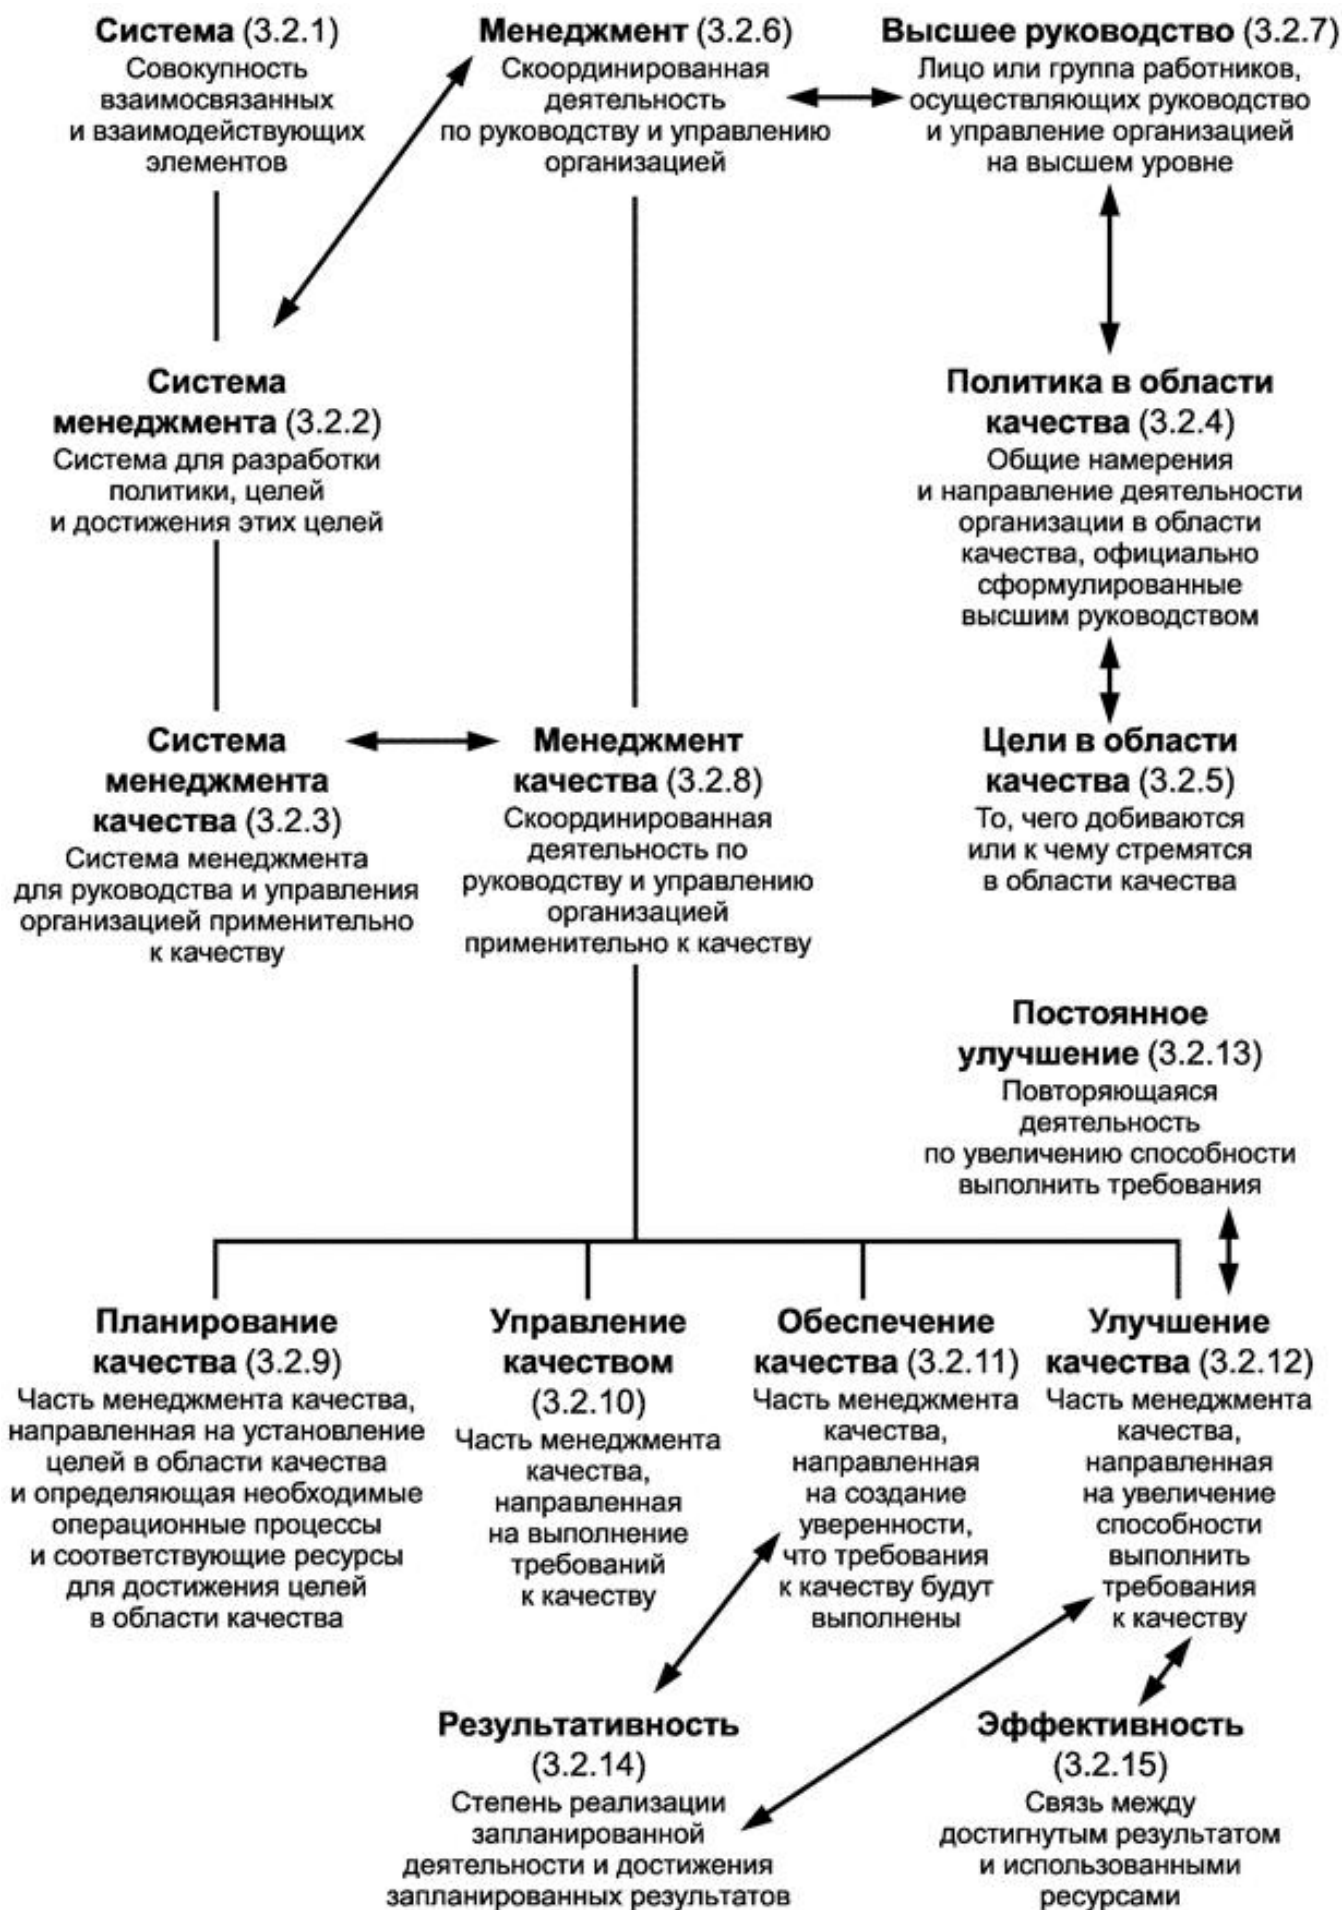 Система (3.2.1)
Совокупность
взаимосвязанных
и взаимодействующих
элементов
Менеджмент (3.2.6)
Скоординированная
деятельность
по руководству и управлению
организацией
Высшее руководство (3.2.7)
Лицо или группа работников,
осуществляющих руководство
и управление организацией
на высшем уровне
Система
менеджмента (3.2.2)
Система для разработки
политики, целей
и достижения этих целей
Политика в области
качества (3.2.4)
Общие намерения
и направление деятельности
организации в области
качества, официально
сформулированные
высшим руководством
Система
менеджмента
качества (3.2.3)
Система менеджмента
для руководства и управления
организацией применительно
к качеству
Менеджмент
качества (3.2.8)
Скоординированная
деятельность по
руководству и управлению
организацией
применительно к качеству
Цели в области
качества (3.2.5)
То, чего добиваются
или к чему стремятся
в области качества
Постоянное
улучшение (3.2.13)
Повторяющаяся
деятельность
по увеличению способности
выполнить требования
Планирование
качества (3.2.9)
Часть менеджмента качества,
направленная на установление
целей в области качества
и определяющая необходимые
операционные процессы
и соответствующие ресурсы
для достижения целей
в области качества
Управление
качеством
(3.2.10)
Часть менеджмента
качества,
направленная
на выполнение
требований
к качеству
Обеспечение
качества (3.2.11)
Часть менеджмента
качества,
направленная
на создание
уверенности,
что требования
к качеству будут
выполнены
Улучшение
качества (3.2.12)
Часть менеджмента
качества,
направленная
на увеличение
способности
выполнить
требования
к качеству
Результативность
(3.2.14)
Степень реализации
запланированной
деятельности и достижения
запланированных результатов
Эффективность
(3.2.15)
Связь между
достигнутым результатом
и использованными
ресурсами